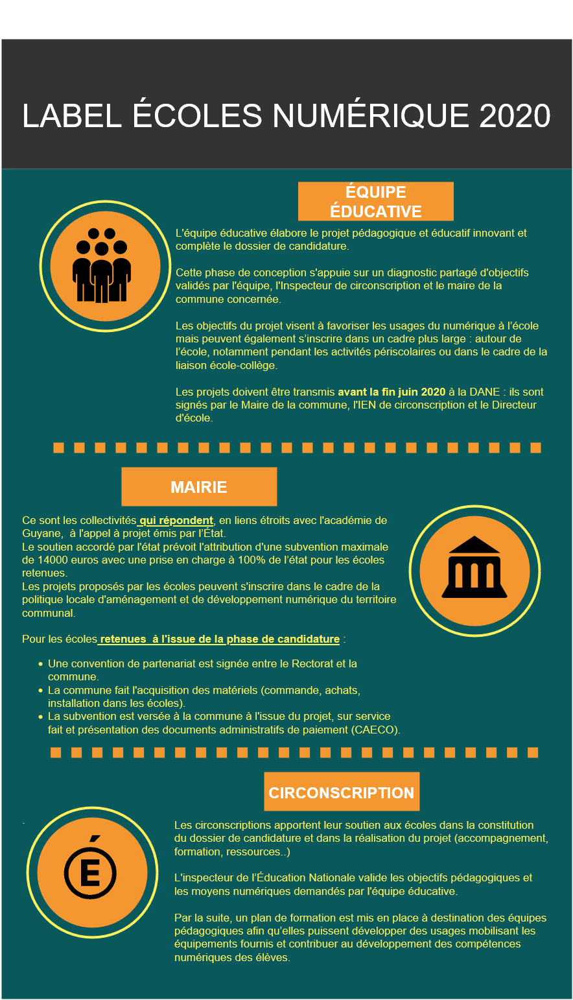 LABEL ÉCOLES NUMÉRIQUE 2020
ÉQUIPE
ÉDUCATIVE
L'équipe éducative élabore le projet pédagogique et éducatif innovant et
complète le dossier de candidature.
Cette phase de conception s'appuie sur un diagnostic partagé d'objectifs
validés par l'équipe, l'Inspecteur de circonscription et le maire de la
commune concernée.
Les objectifs du projet visent à favoriser les usages du numérique à l’école
mais peuvent également s’inscrire dans un cadre plus large : autour de
l’école, notamment pendant les activités périscolaires ou dans le cadre de la
liaison école-collège.
Les projets doivent être transmis avant la fin juin 2020 à la DANE : ils sont
signés par le Maire de la commune, l'IEN de circonscription et le Directeur
d'école.
MAIRIE
Ce sont les collectivités qui répondent, en liens étroits avec l'académie de
Guyane,  à l'appel à projet émis par l’État.
Le soutien accordé par l'état prévoit l'attribution d'une subvention maximale
de 14000 euros avec une prise en charge à 100% de l’état pour les écoles
retenues.
Les projets proposés par les écoles peuvent s'inscrire dans le cadre de la
politique locale d'aménagement et de développement numérique du territoire
communal.
Pour les écoles retenues  à l'issue de la phase de candidature :
• Une convention de partenariat est signée entre le Rectorat et la
commune.
• La commune fait l'acquisition des matériels (commande, achats,
installation dans les écoles).
• La subvention est versée à la commune à l'issue du projet, sur service
fait et présentation des documents administratifs de paiement (CAECO).
CIRCONSCRIPTION
.
É
Les circonscriptions apportent leur soutien aux écoles dans la constitution
du dossier de candidature et dans la réalisation du projet (accompagnement,
formation, ressources..)
L'inspecteur de l’Éducation Nationale valide les objectifs pédagogiques et
les moyens numériques demandés par l'équipe éducative.
Par la suite, un plan de formation est mis en place à destination des équipes
pédagogiques afin qu’elles puissent développer des usages mobilisant les
équipements fournis et contribuer au développement des compétences
numériques des élèves.